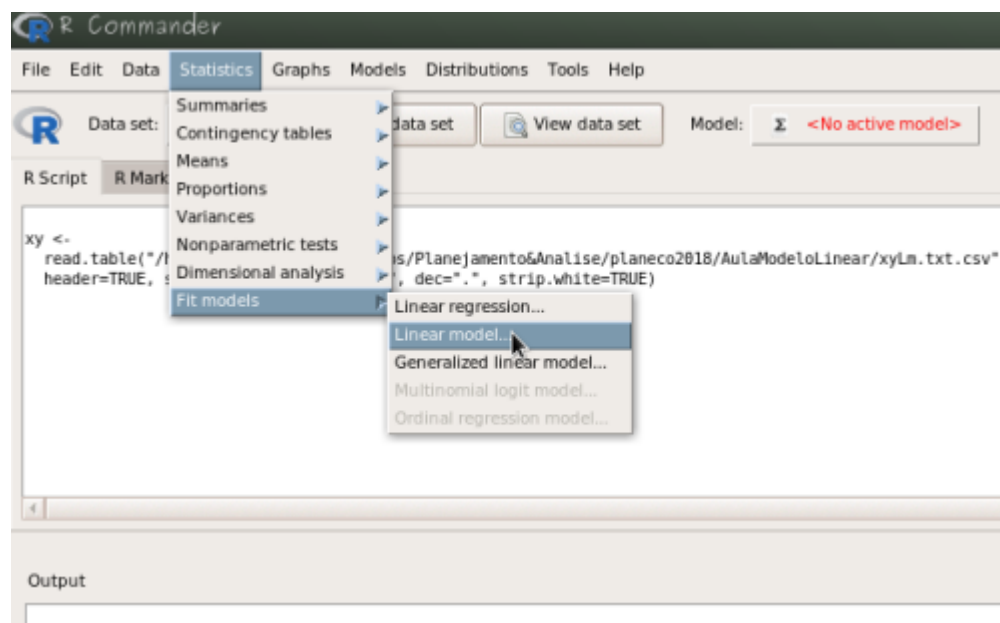 R Commander
File Edit Data Statistics Graphs Models Distributions Tools Help
Data set: data set View data set Model: Σ <No active model>
R Script R Mark
Summaries
Contingency tables
Means
Proportions
Variances
Nonparametric tests
Dimensional analysis
Fit models
Linear regression...
Linear model...
Generalized linear model...
Multinomial logit model...
Ordinal regression model...
xy <-
read.table("/ s/Planejamento&Analise/planeco2018/AulaModeloLinear/xyLm.txt.csv"
header=TRUE, , dec=".", strip.white=TRUE)
Output